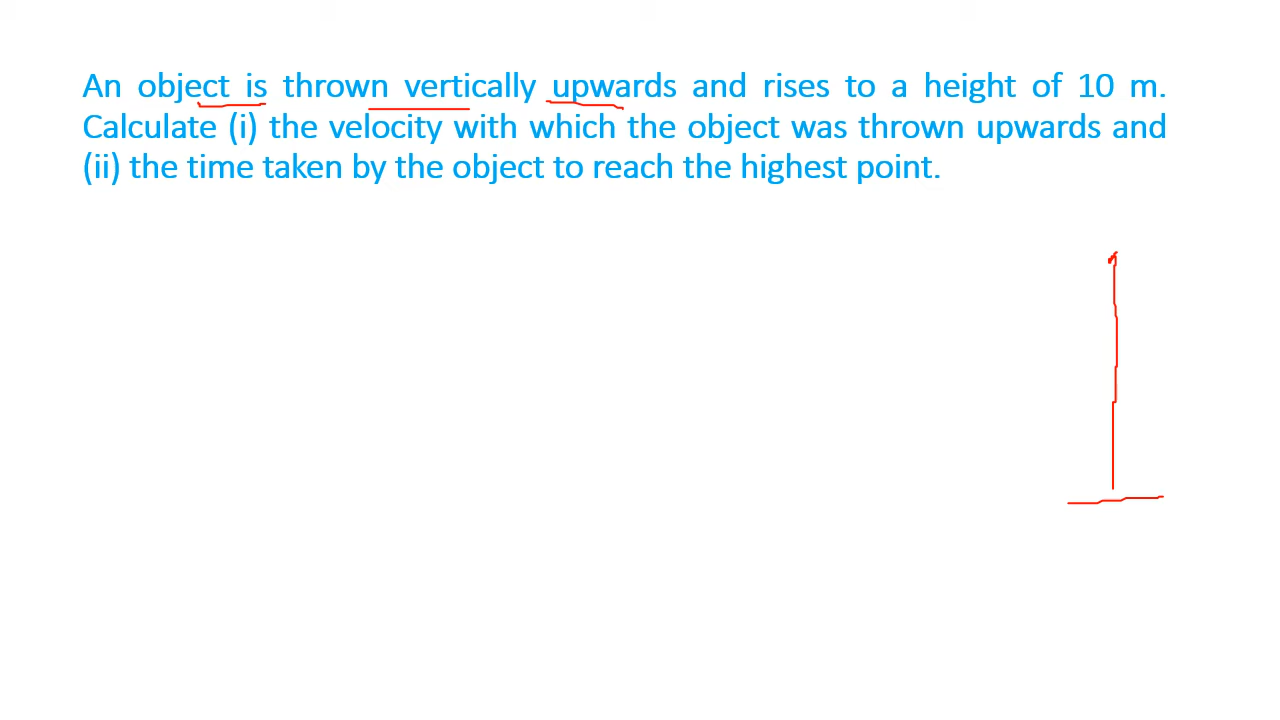 An object is thrown vertically upwards and rises to a height of 10 m.
Calculate (i) the velocity with which the object was thrown upwards and
(ii) the time taken by the object to reach the highest point.